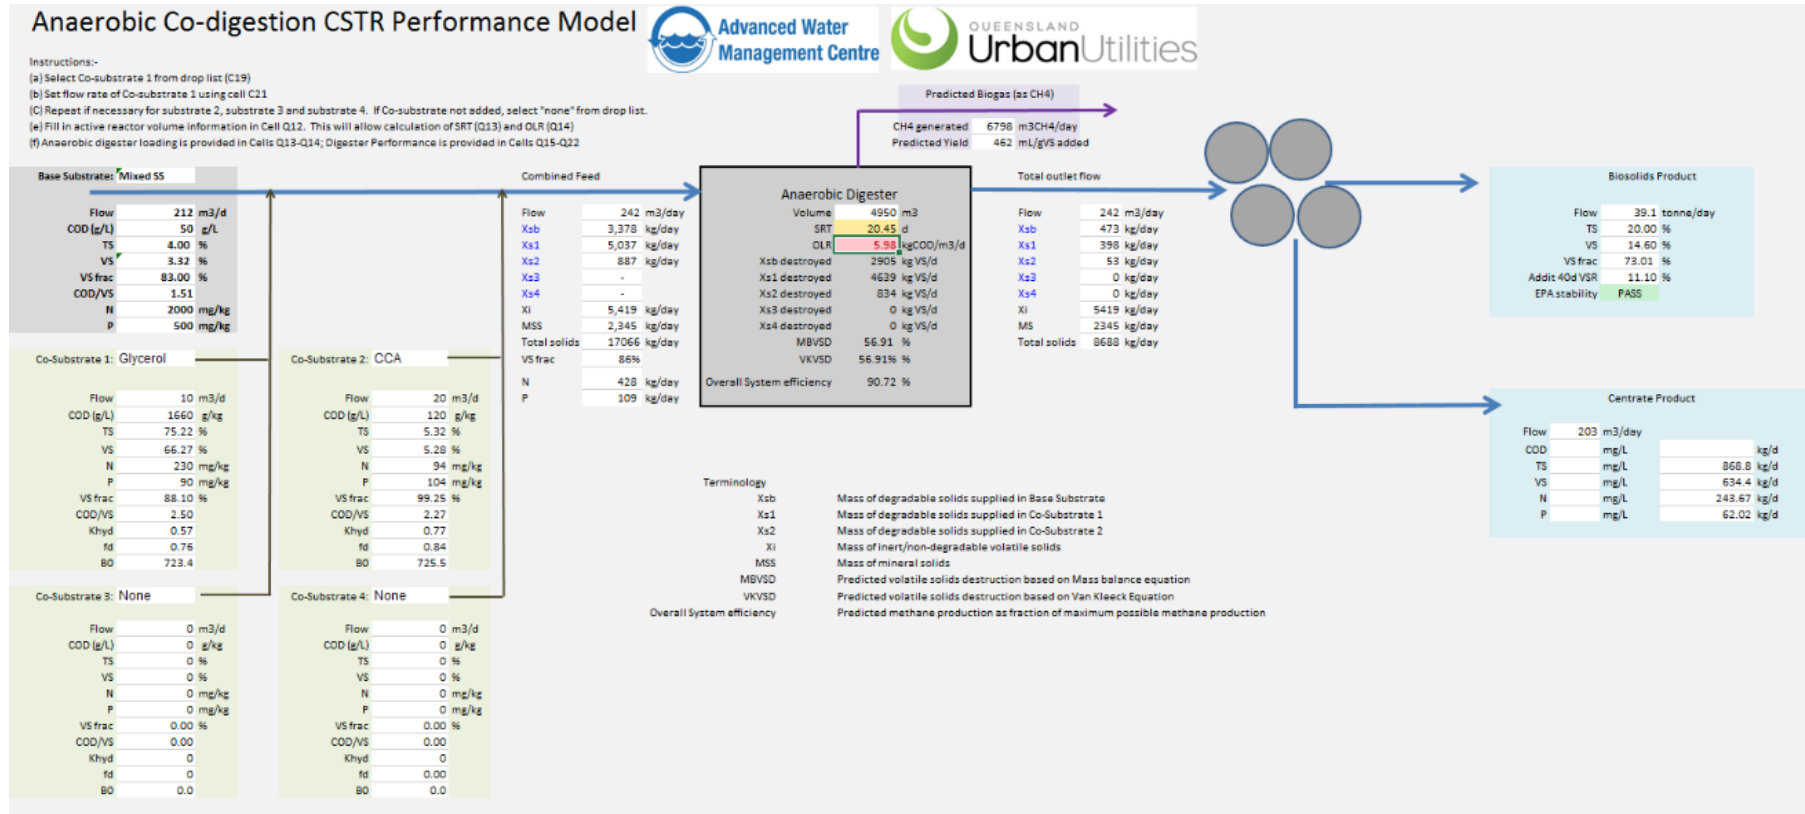 Anaerobic Co-digestion CSTR Performance Model
Advanced Water
Management Centre
QUEENSLAND
UrbanUtilities
Instructions:-
(a) Select Co-substrate 1 from drop list (C19)
(b) Set flow rate of Co-substrate 1 using cell C21
(C) Repeat if necessary for substrate 2, substrate 3 and substrate 4. If Co-substrate not added, select "none" from drop list.
(e) Fill in active reactor volume information in Cell Q12. This will allow calculation of SRT (Q13) and OLR (Q14)
(f) Anaerobic digester loading is provided in Cells Q13-Q14; Digester Performance is provided in Cells Q15-Q22
Predicted Biogas (as CH4)
CH4 generated 6798 m3CH4/day
Predicted Yield 462 mL/gVS added
Base Substrate: Mixed SS
Flow 212 m3/d
COD (g/L) 50 g/L
TS 4.00 %
VS 3.32 %
VS frac 83.00 %
COD/VS 1.51
N 2000 mg/kg
P 500 mg/kg
Combined Feed
Flow 242 m3/day
Xsb 3,378 kg/day
Xs1 5,037 kg/day
Xs2 887 kg/day
Xs3 -
Xs4 -
Xi 5,419 kg/day
MSS 2,345 kg/day
Total solids 17066 kg/day
VS frac 86%
N 428 kg/day
P 109 kg/day
Anaerobic Digester
Volume 4950 m3
SRT 20.45 d
OLR 5.98 kgCOD/m3/d
Xsb destroyed 2905 kg VS/d
Xs1 destroyed 4639 kg VS/d
Xs2 destroyed 834 kg VS/d
Xs3 destroyed 0 kg VS/d
Xs4 destroyed 0 kg VS/d
MBVSD 56.91 %
VKVSD 56.91% %
Overall System efficiency 90.72 %
Total outlet flow
Flow 242 m3/day
Xsb 473 kg/day
Xs1 398 kg/day
Xs2 53 kg/day
Xs3 0 kg/day
Xs4 0 kg/day
Xi 5419 kg/day
MS 2345 kg/day
Total solids 8688 kg/day
Biosolids Product
Flow 39.1 tonne/day
TS 20.00 %
VS 14.60 %
VS frac 73.01 %
Addit 40d VSR 11.10 %
EPA stability PASS
Co-Substrate 1: Glycerol
Flow 10 m3/d
COD (g/L) 1660 g/kg
TS 75.22 %
VS 66.27 %
N 230 mg/kg
P 90 mg/kg
VS frac 88.10 %
COD/VS 2.50
Khyd 0.57
fd 0.76
B0 723.4
Co-Substrate 2: CCA
Flow 20 m3/d
COD (g/L) 120 g/kg
TS 5.32 %
VS 5.28 %
N 94 mg/kg
P 104 mg/kg
VS frac 99.25 %
COD/VS 2.27
Khyd 0.77
fd 0.84
B0 725.5
Centrate Product
Flow 203 m3/day
COD mg/L kg/d
TS mg/L 868.8 kg/d
VS mg/L 634.4 kg/d
N mg/L 243.67 kg/d
P mg/L 62.02 kg/d
Terminology
Xsb Mass of degradable solids supplied in Base Substrate
Xs1 Mass of degradable solids supplied in Co-Substrate 1
Xs2 Mass of degradable solids supplied in Co-Substrate 2
Xi Mass of inert/non-degradable volatile solids
MSS Mass of mineral solids
MBVSD Predicted volatile solids destruction based on Mass balance equation
VKVSD Predicted volatile solids destruction based on Van Kleeck Equation
Overall System efficiency Predicted methane production as fraction of maximum possible methane production
Co-Substrate 3: None
Flow 0 m3/d
COD (g/L) 0 g/kg
TS 0 %
VS 0 %
N 0 mg/kg
P 0 mg/kg
VS frac 0.00 %
COD/VS 0.00
Khyd 0
fd 0
B0 0.0
Co-Substrate 4: None
Flow 0 m3/d
COD (g/L) 0 g/kg
TS 0 %
VS 0 %
N 0 mg/kg
P 0 mg/kg
VS frac 0.00 %
COD/VS 0.00
Khyd 0
fd 0.00
B0 0.0